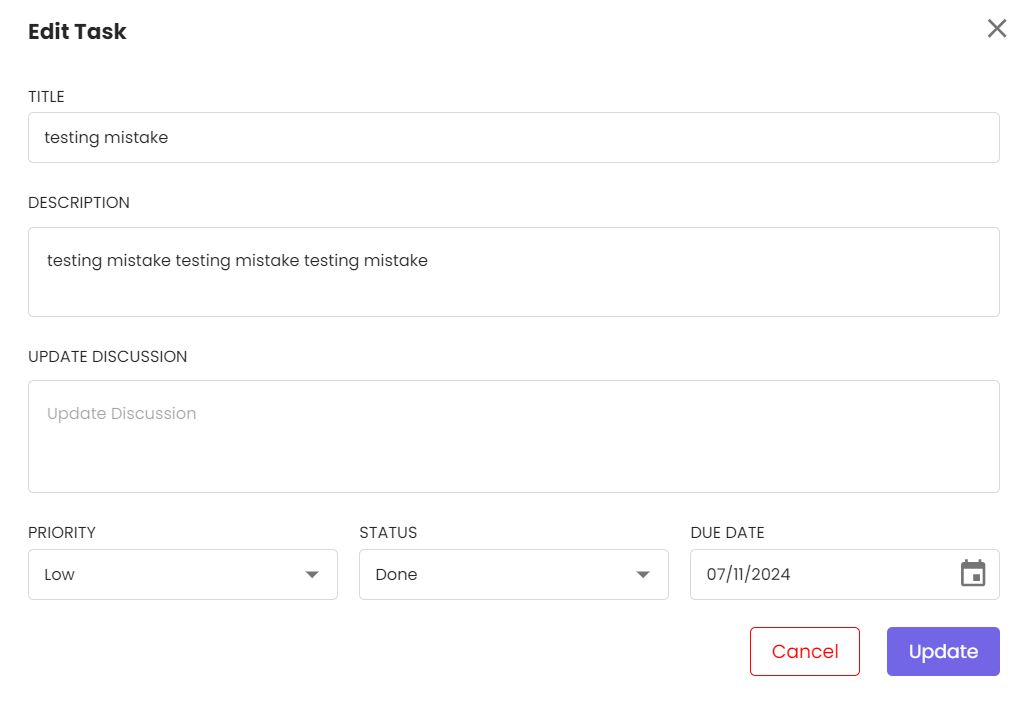 Edit Task
TITLE
testing mistake
DESCRIPTION
testing mistake testing mistake testing mistake
UPDATE DISCUSSION
Update Discussion
PRIORITY STATUS DUE DATE
Low Done 07/11/2024
Cancel Update